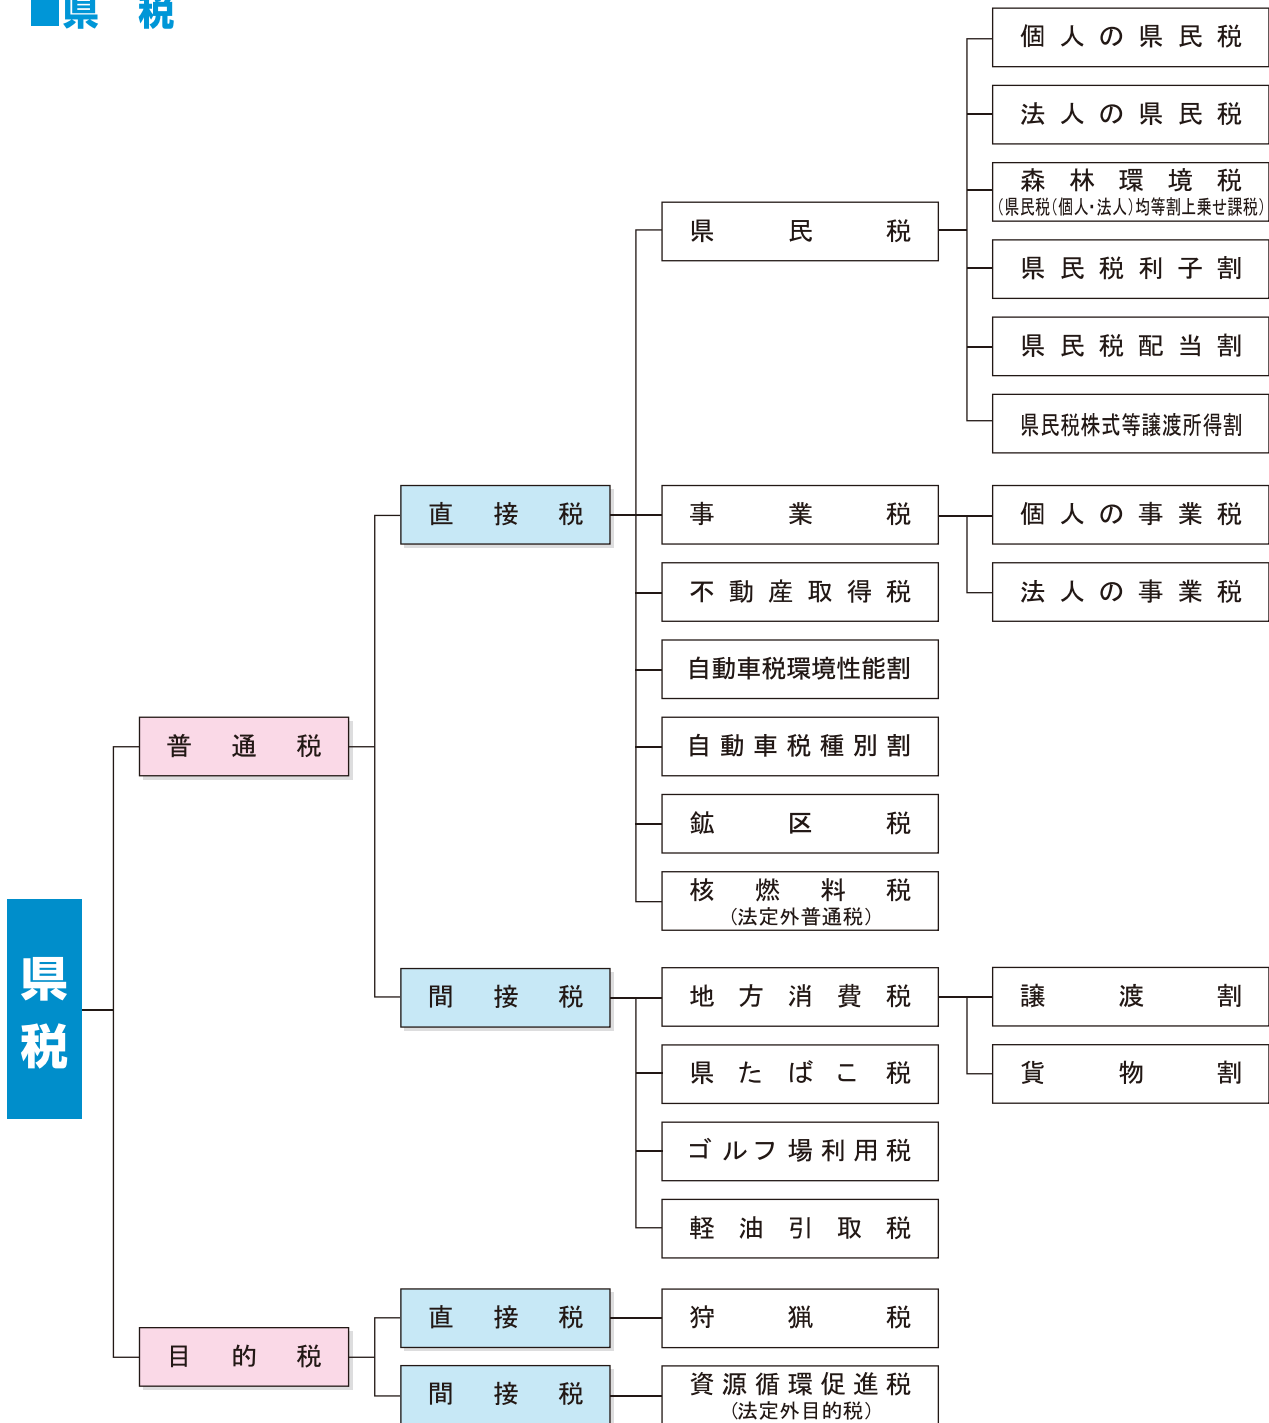 ■県税
個人の県民税
法人の県民税
森林環境税
(県民税(個人・法人)均等割上乗せ課税)
県民税利子割
県民税配当割
県民税株式等譲渡所得割
県民税
直接税
事業税
個人の事業税
法人の事業税
不動産取得税
自動車税環境性能割
自動車税種別割
鉱区税
核燃料税
(法定外普通税)
普通税
県税
間接税
地方消費税
譲渡割
貨物割
県たばこ税
ゴルフ場利用税
軽油引取税
目的税
直接税
狩猟税
間接税
資源循環促進税
(法定外目的税)